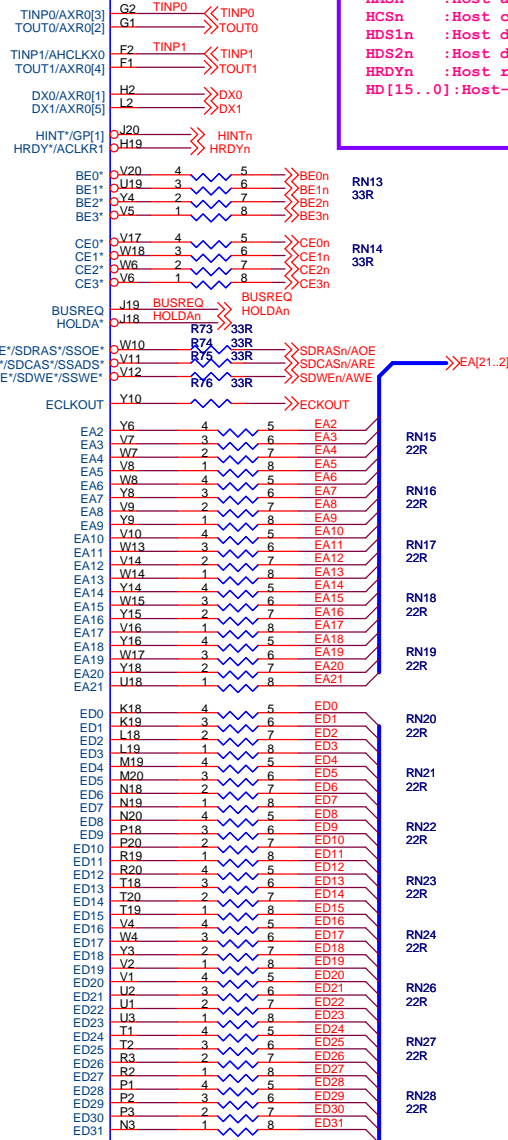 HCSn :Host
HDS1n :Host d
HDS2n :Host d
HRDYn :Host r
HD[15..0]:Host-
TINP0/AXR0[3] G2 TINP0 TINP0
TOUT0/AXR0[2] G1 TOUT0
TINP1/AHCLKX0 F2 TINP1 TINP1
TOUT1/AXR0[4] F1 TOUT1
DX0/AXR0[1] H2 DX0
DX1/AXR0[5] L2 DX1
HINT*/GP[1] J20 HINTn
HRDY*/ACLKR1 H19 HRDYn
BE0* V20 4 5 BE0n
BE1* U19 3 6 BE1n
BE2* Y4 2 7 BE2n
BE3* V5 1 8 BE3n
RN13
33R
CE0* V17 4 5 CE0n
CE1* W18 3 6 CE1n
CE2* W6 2 7 CE2n
CE3* V6 1 8 CE3n
RN14
33R
BUSREQ J19 BUSREQ BUSREQ
HOLDA* J18 HOLDAn HOLDAn
R73 33R
E*/SDRAS*/SSOE* W10 R74 33R SDRASn/AOE
*/SDCAS*/SSADS* V11 R75 33R SDCASn/ARE
E*/SDWE*/SSWE* V12 R76 33R SDWEn/AWE
EA[21..2]
ECLKOUT Y10 ECKOUT
EA2 Y6 4 5 EA2
EA3 V7 3 6 EA3
EA4 W7 2 7 EA4
EA5 V8 1 8 EA5
RN15
22R
EA6 W8 4 5 EA6
EA7 Y8 3 6 EA7
EA8 V9 2 7 EA8
EA9 Y9 1 8 EA9
RN16
22R
EA10 V10 4 5 EA10
EA11 W13 3 6 EA11
EA12 V14 2 7 EA12
EA13 W14 1 8 EA13
RN17
22R
EA14 Y14 4 5 EA14
EA15 W15 3 6 EA15
EA16 Y15 2 7 EA16
EA17 V16 1 8 EA17
RN18
22R
EA18 Y16 4 5 EA18
EA19 W17 3 6 EA19
EA20 Y18 2 7 EA20
EA21 U18 1 8 EA21
RN19
22R
ED0 K18 4 5 ED0
ED1 K19 3 6 ED1
ED2 L18 2 7 ED2
ED3 L19 1 8 ED3
RN20
22R
ED4 M19 4 5 ED4
ED5 M20 3 6 ED5
ED6 N18 2 7 ED6
ED7 N19 1 8 ED7
RN21
22R
ED8 N20 4 5 ED8
ED9 P18 3 6 ED9
ED10 P20 2 7 ED10
ED11 R19 1 8 ED11
RN22
22R
ED12 R20 4 5 ED12
ED13 T18 3 6 ED13
ED14 T20 2 7 ED14
ED15 T19 1 8 ED15
RN23
22R
ED16 V4 4 5 ED16
ED17 W4 3 6 ED17
ED18 Y3 2 7 ED18
ED19 V2 1 8 ED19
RN24
22R
ED20 V1 4 5 ED20
ED21 U2 3 6 ED21
ED22 U1 2 7 ED22
ED23 U3 1 8 ED23
RN26
22R
ED24 T1 4 5 ED24
ED25 T2 3 6 ED25
ED26 R3 2 7 ED26
ED27 R2 1 8 ED27
RN27
22R
ED28 P1 4 5 ED28
ED29 P2 3 6 ED29
ED30 P3 2 7 ED30
ED31 N3 1 8 ED31
RN28
22R